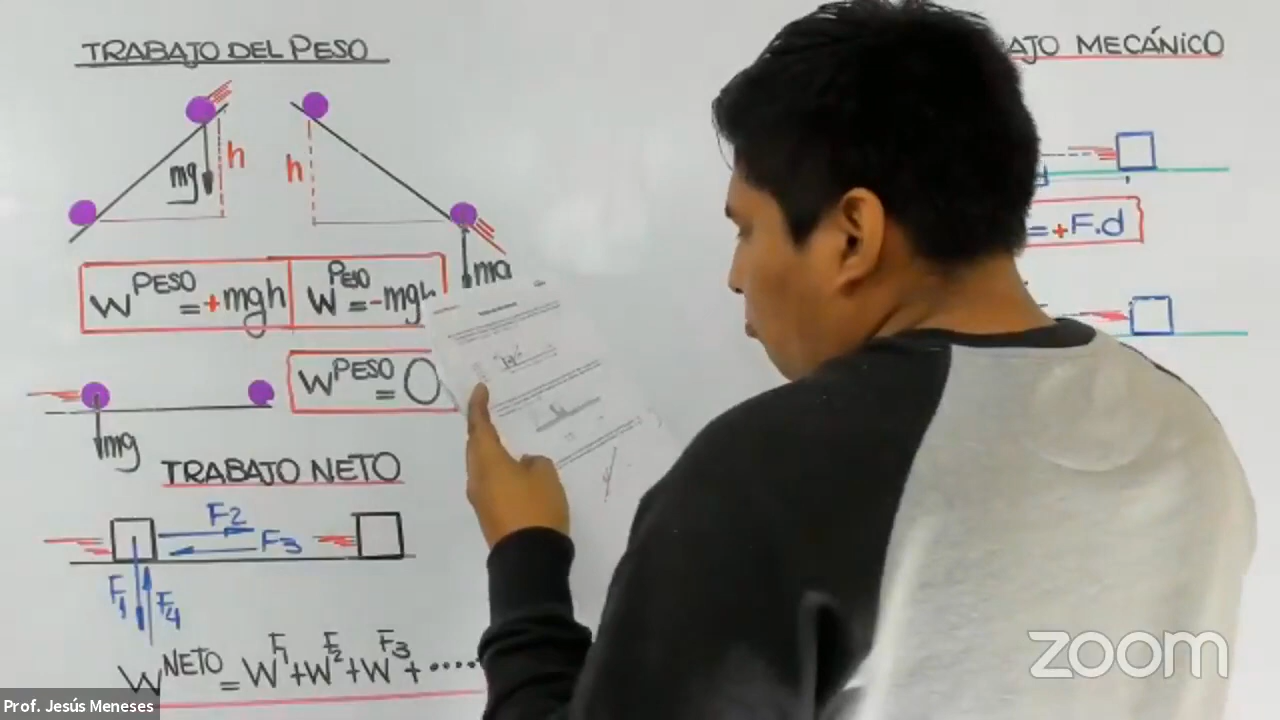 TRABAJO DEL PESO
h
mg
h
mg
W^PESO = +mgh
W^PESO = -mgh
W^PESO = 0
mg
TRABAJO NETO
F2
F3
F1
F4
W^NETO = W^F1 + W^F2 + W^F3 + .....
AJO MECÁNICO
d
= +F.d
zoom
Prof. Jesús Meneses